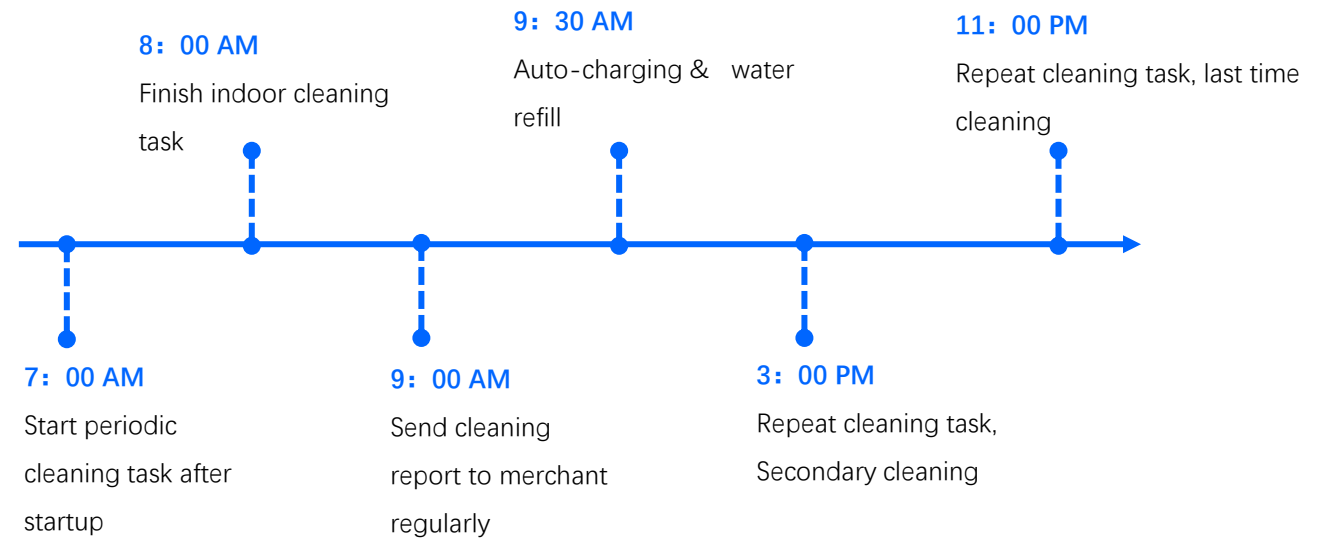 8：00 AM
Finish indoor cleaning
task
9：30 AM
Auto-charging &  water
refill
11：00 PM
Repeat cleaning task, last time
cleaning
7：00 AM
Start periodic
cleaning task after
startup
9：00 AM
Send cleaning
report to merchant
regularly
3：00 PM
Repeat cleaning task,
Secondary cleaning